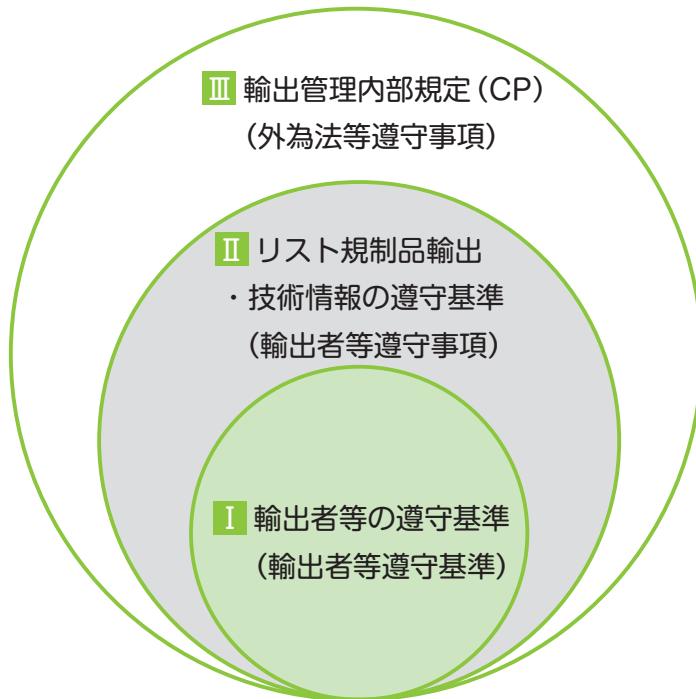 Ⅲ 輸出管理内部規定(CP)
(外為法等遵守事項)
Ⅱ リスト規制品輸出
・技術情報の遵守基準
(輸出者等遵守事項)
Ⅰ 輸出者等の遵守基準
(輸出者等遵守基準)